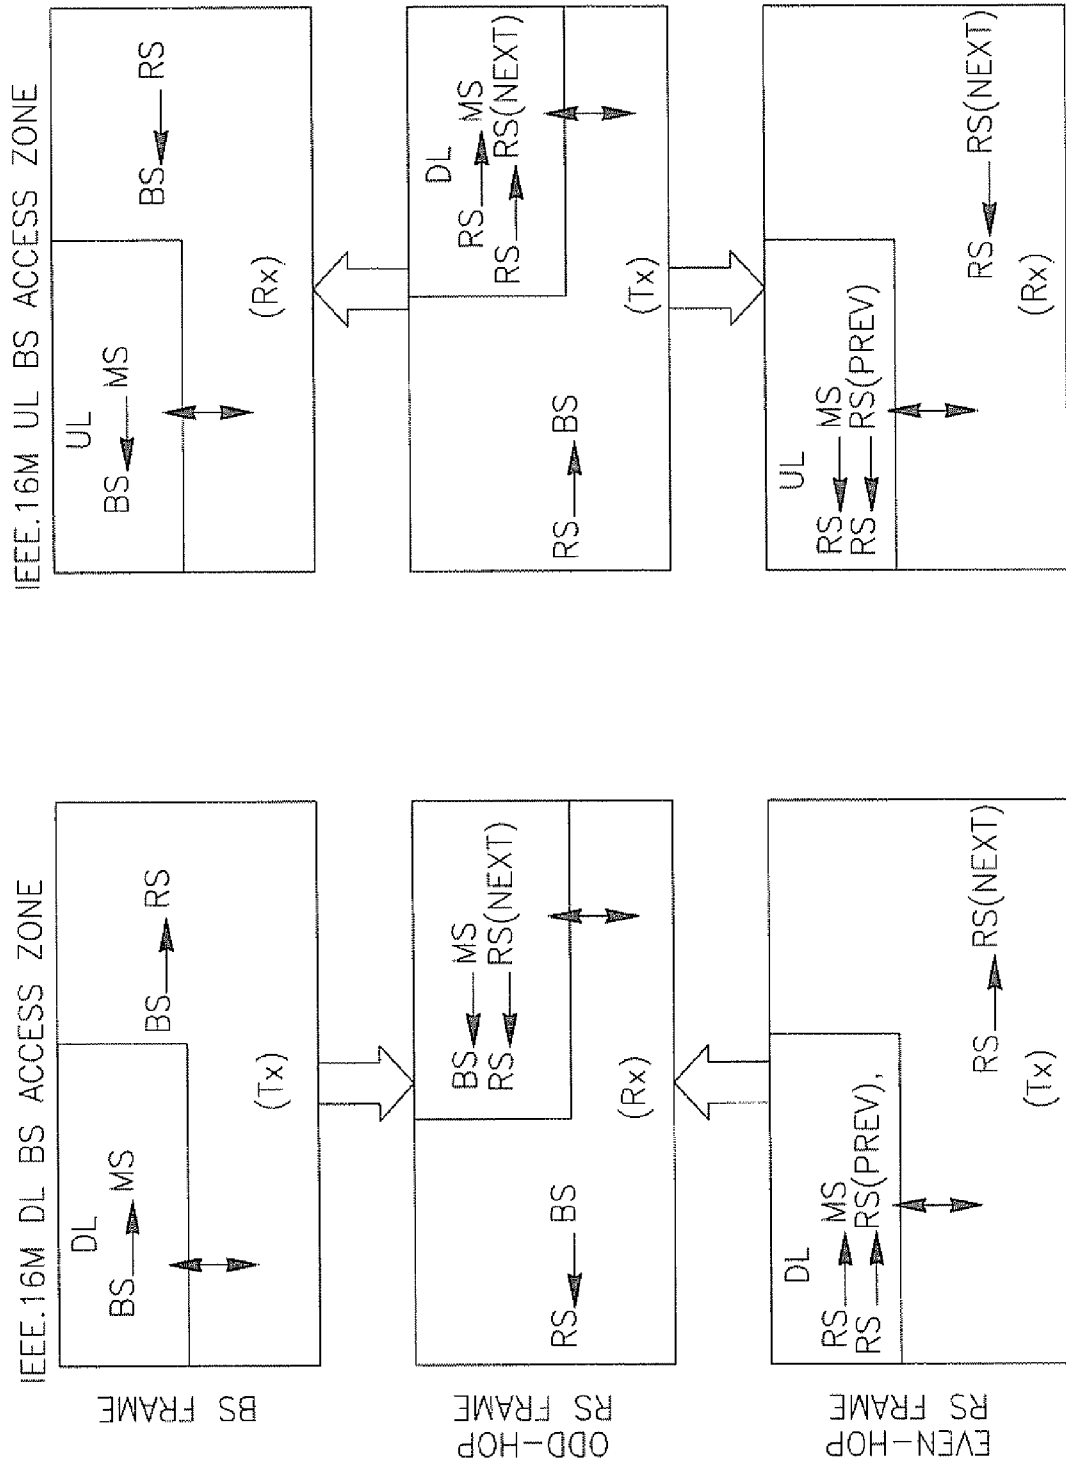 IEEE.16M DL BS ACCESS ZONE
BS FRAME
DL
BS MS
BS RS
(Tx)
ODD-HOP
RS FRAME
RS BS
BS MS
RS RS(NEXT)
(Rx)
EVEN-HOP
RS FRAME
DL
RS MS
RS RS(PREV),
RS RS(NEXT)
(Tx)
IEEE.16M UL BS ACCESS ZONE
UL
BS MS
BS RS
(Rx)
RS BS
DL
RS MS
RS RS(NEXT)
(Tx)
UL
RS MS
RS RS(PREV)
RS RS(NEXT)
(Rx)